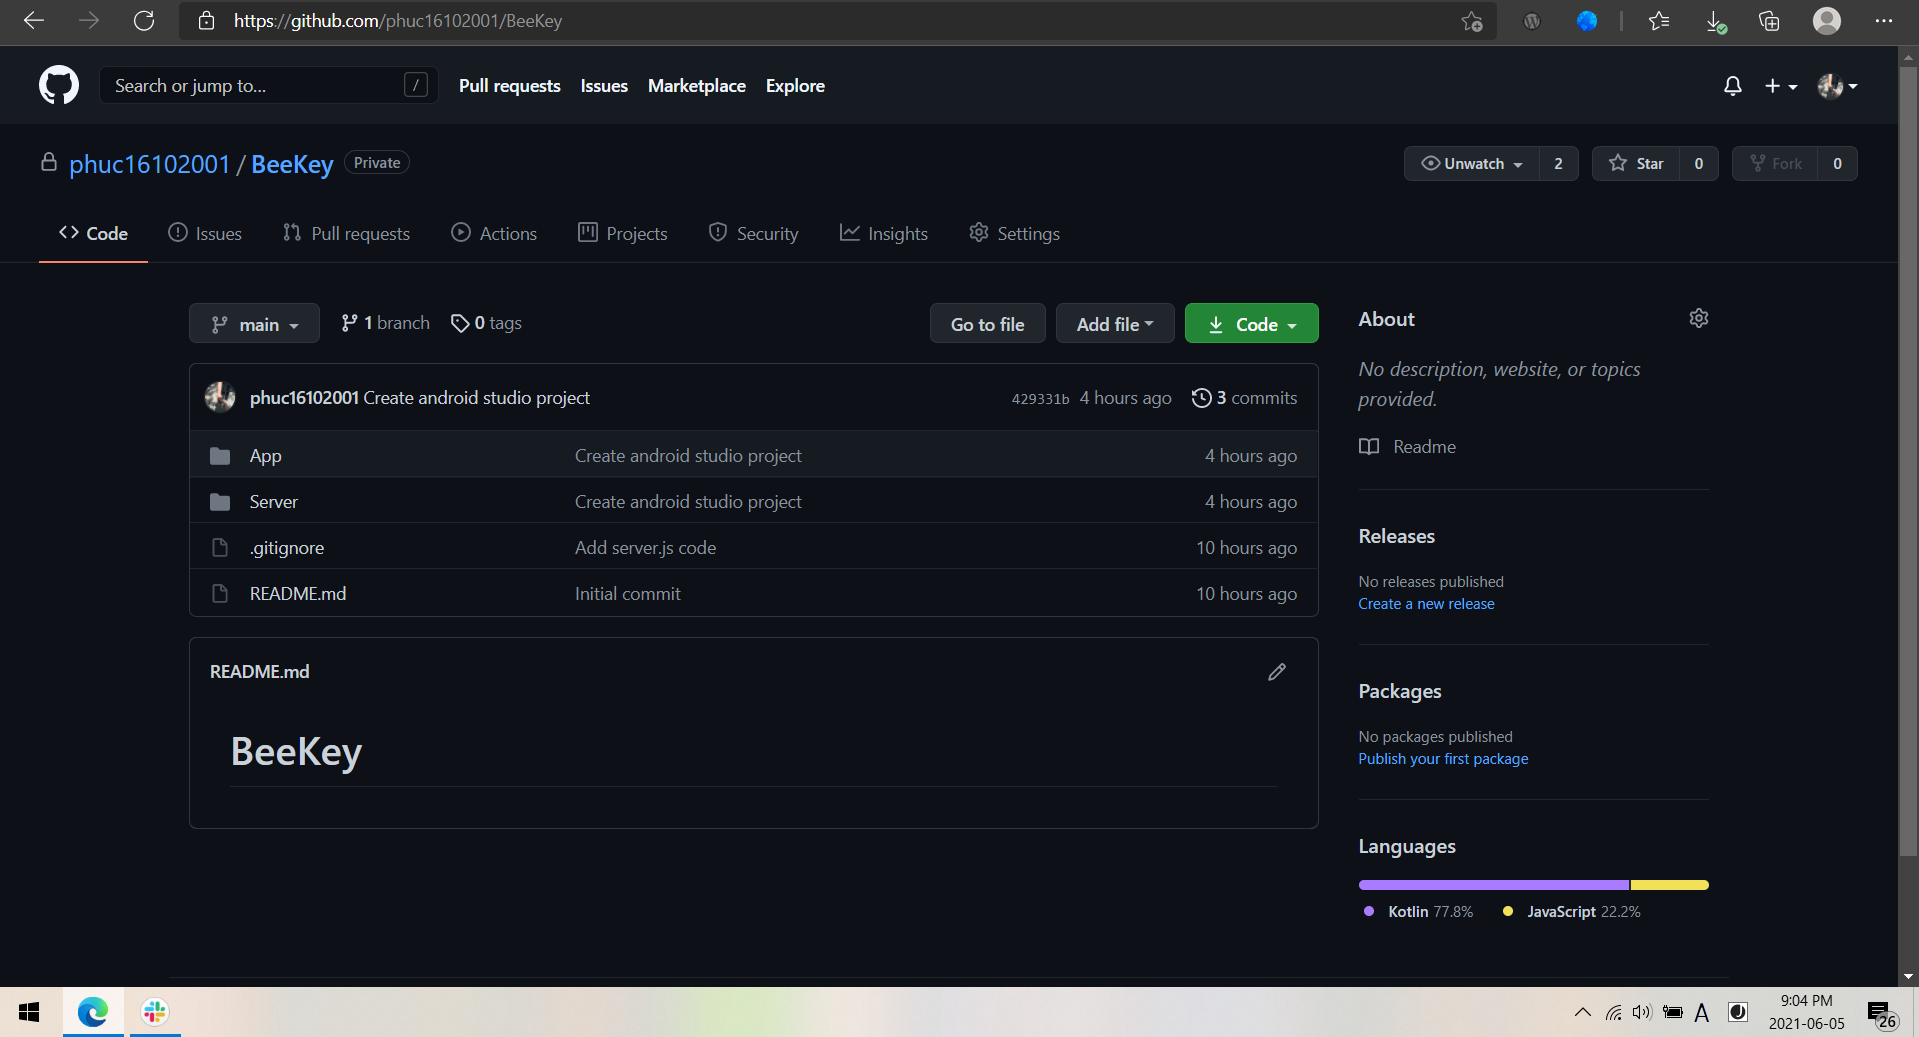 https://github.com/phuc16102001/BeeKey
Search or jump to... /
Pull requests Issues Marketplace Explore
phuc16102001 / BeeKey Private
Unwatch 2 Star 0 Fork 0
Code Issues Pull requests Actions Projects Security Insights Settings
main 1 branch 0 tags
Go to file Add file Code
phuc16102001 Create android studio project 429331b 4 hours ago 3 commits
App Create android studio project 4 hours ago
Server Create android studio project 4 hours ago
.gitignore Add server.js code 10 hours ago
README.md Initial commit 10 hours ago
README.md
BeeKey
About
No description, website, or topics
provided.
Readme
Releases
No releases published
Create a new release
Packages
No packages published
Publish your first package
Languages
Kotlin 77.8% JavaScript 22.2%
A
9:04 PM
2021-06-05
26